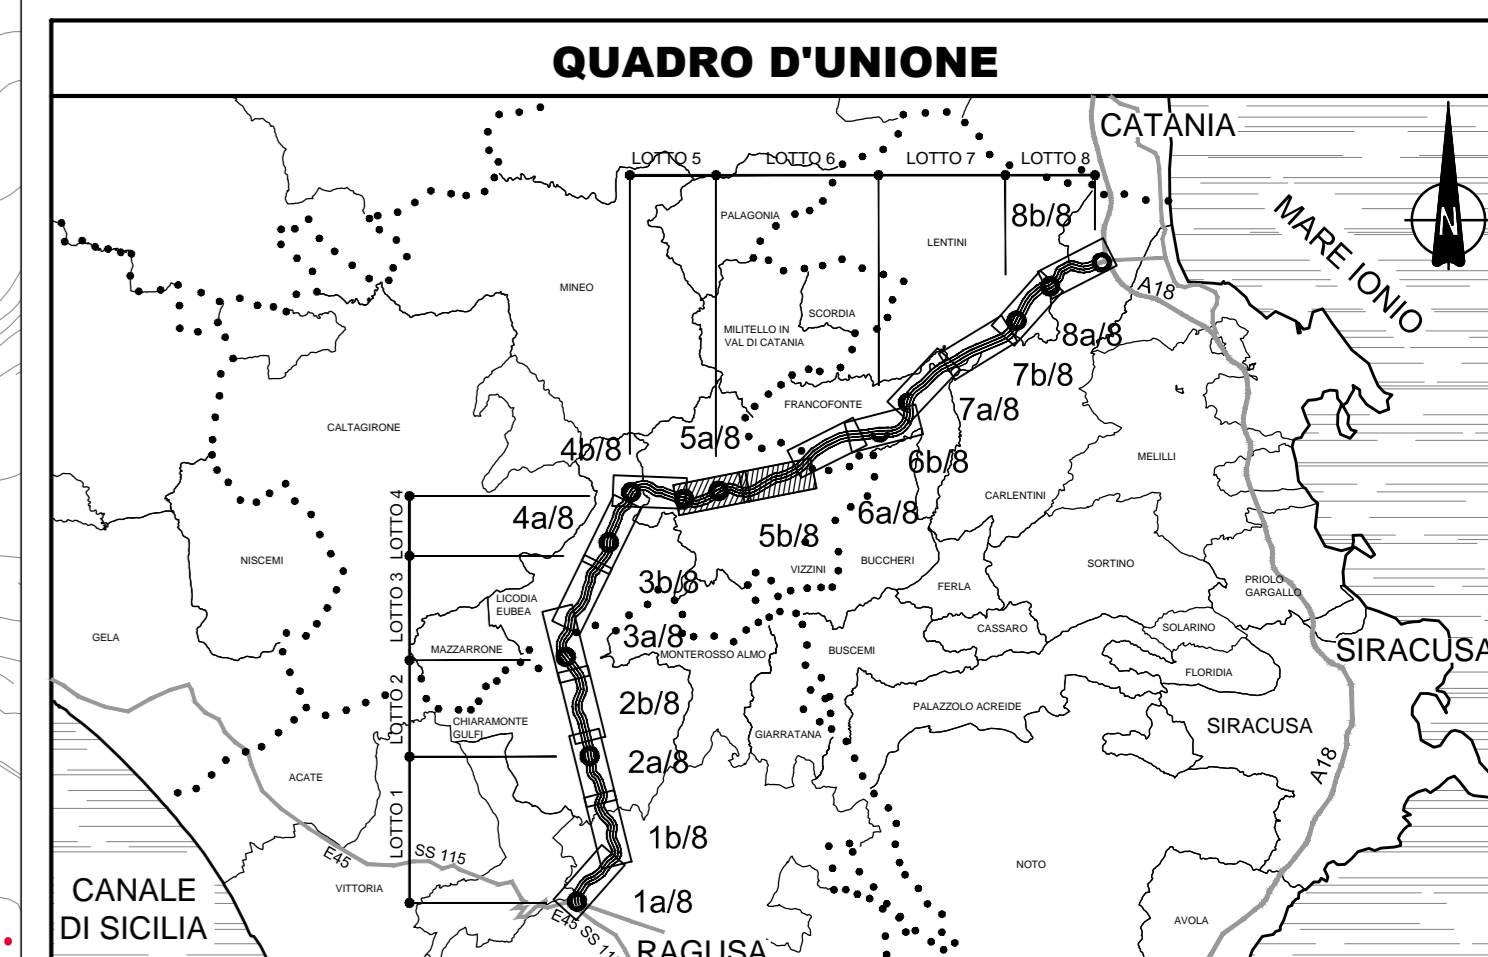 QUADRO D'UNIONE
CATANIA
LOTTO 5
LOTTO 6
LOTTO 7
LOTTO 8
PALAGONIA
8b/8
LENTINI
N
MARE IONIO
MINEO
A18
SCORDIA
MILITELLO IN
VAL DI CATANIA
8a/8
7b/8
FRANCOFONTE
7a/8
CALTAGIRONE
5a/8
4b/8
6b/8
MELILLI
CARLENTINI
LOTTO 4
4a/8
6a/8
5b/8
NISCEMI
VIZZINI
BUCCHERI
SORTINO
3b/8
FERLA
PRIOLO
GARGALLO
LOTTO 3
LICODIA
EUBEA
GELA
3a/8
CASSARO
SOLARINO
MAZZARRONE
MONTEROSSO ALMO
BUSCEMI
SIRACUSA
FLORIDIA
LOTTO 2
2b/8
PALAZZOLO ACREIDE
CHIARAMONTE
GULFI
GIARRATANA
SIRACUSA
2a/8
ACATE
A18
LOTTO 1
1b/8
E45
SS 115
NOTO
VITTORIA
CANALE
DI SICILIA
1a/8
AVOLA
E45 SS 11
RAGUSA